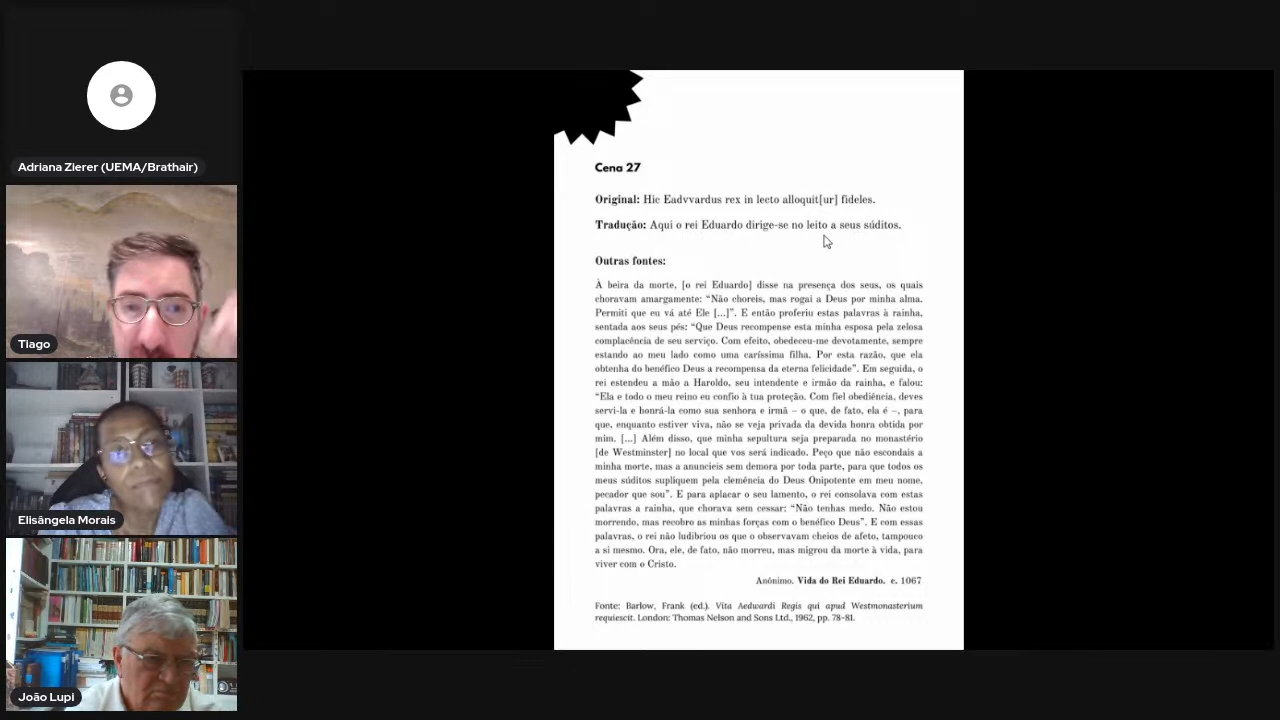 Adriana Zierer (UEMA/Brathair)
Tiago
Elisângela Morais
João Lupi
Cena 27
Original: Hic Eadvvardus rex in lecto alloquit[ur] fideles.
Tradução: Aqui o rei Eduardo dirige-se no leito a seus súditos.
Outras fontes:
À beira da morte, [o rei Eduardo] disse na presença dos seus, os quais
choravam amargamente: “Não choreis, mas rogai a Deus por minha alma.
Permiti que eu vá até Ele [...]”. E então proferiu estas palavras à rainha,
sentada aos seus pés: “Que Deus recompense esta minha esposa pela zelosa
complacência de seu serviço. Com efeito, obedeceu-me devotamente, sempre
estando ao meu lado como uma caríssima filha. Por esta razão, que ela
obtenha do benéfico Deus a recompensa da eterna felicidade”. Em seguida, o
rei estendeu a mão a Haroldo, seu intendente e irmão da rainha, e falou:
“Ela e todo o meu reino eu confio à tua proteção. Com fiel obediência, deves
servi-la e honrá-la como sua senhora e irmã – o que, de fato, ela é –, para
que, enquanto estiver viva, não se veja privada da devida honra obtida por
mim. [...] Além disso, que minha sepultura seja preparada no monastério
[de Westminster] no local que vos será indicado. Peço que não escondais a
minha morte, mas a anuncieis sem demora por toda parte, para que todos os
meus súditos supliquem pela clemência do Deus Onipotente em meu nome,
pecador que sou”. E para aplacar o seu lamento, o rei consolava com estas
palavras a rainha, que chorava sem cessar: “Não tenhas medo. Não estou
morrendo, mas recobro as minhas forças com o benéfico Deus”. E com essas
palavras, o rei não ludibriou os que o observavam cheios de afeto, tampouco
a si mesmo. Ora, ele, de fato, não morreu, mas migrou da morte à vida, para
viver com o Cristo.
Anônimo. Vida do Rei Eduardo. c. 1067
Fonte: Barlow, Frank (ed.). Vita Aedwardi Regis qui apud Westmonasterium
requiescit. London: Thomas Nelson and Sons Ltd., 1962, pp. 78-81.